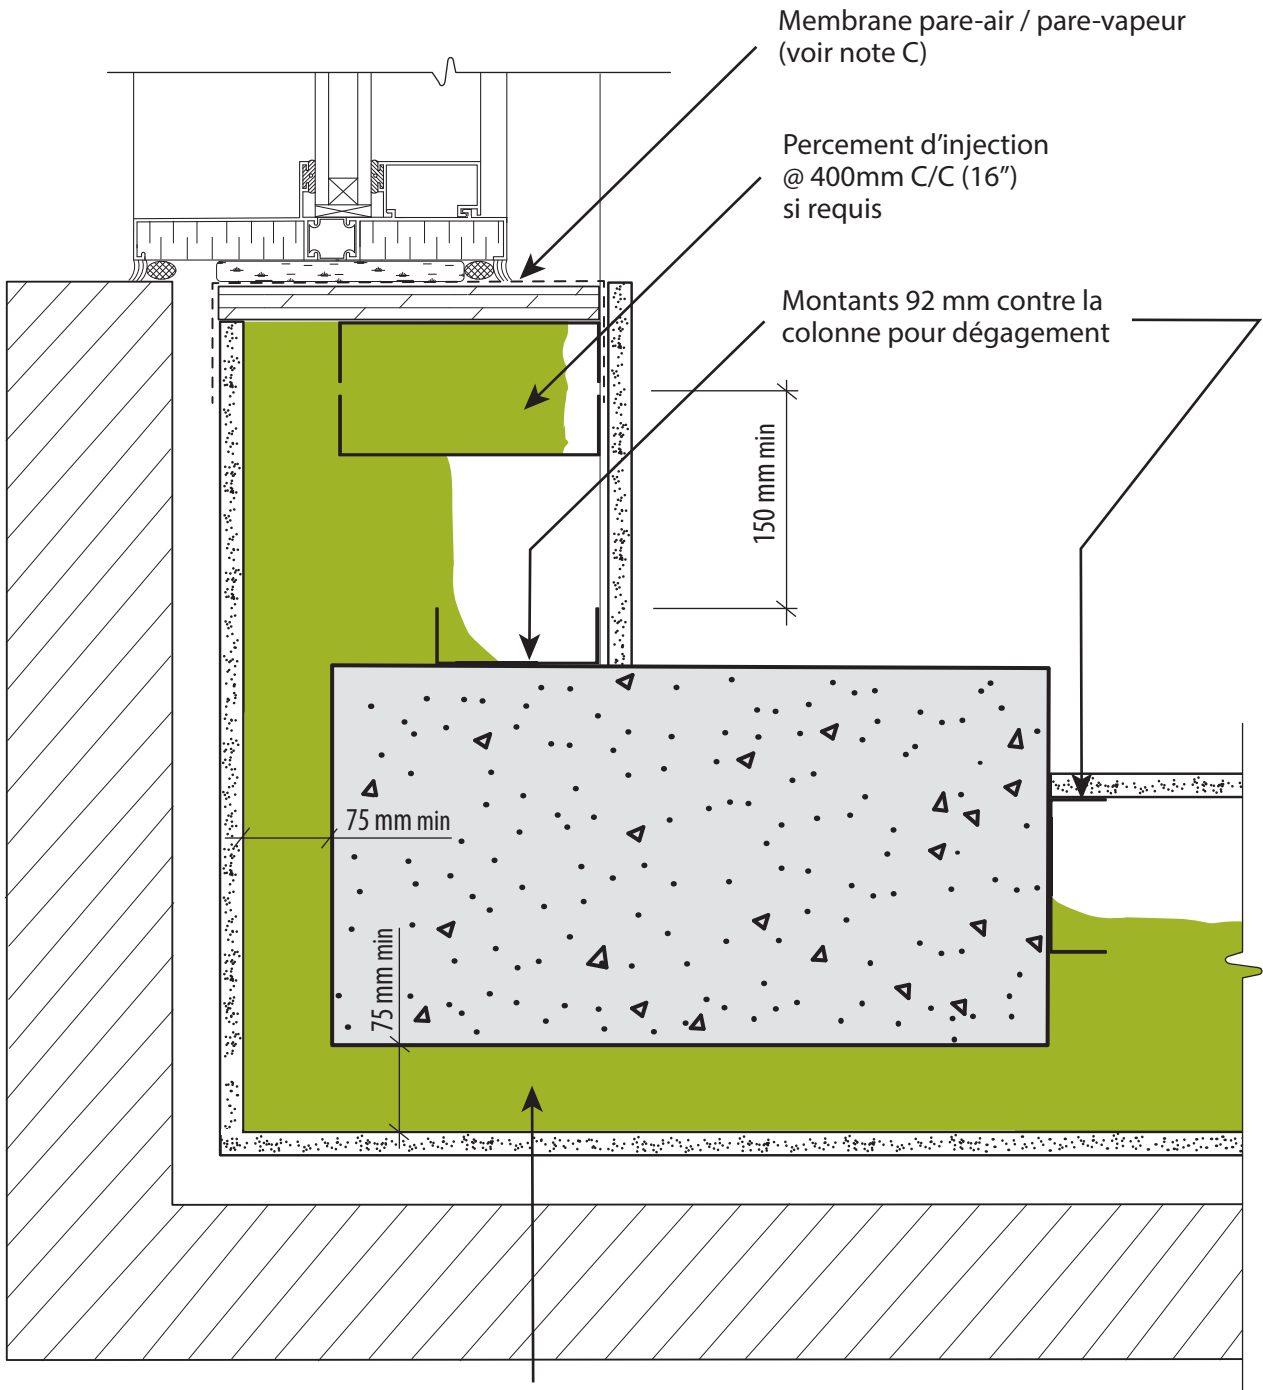 Membrane pare-air / pare-vapeur
(voir note C)
Percement d’injection
@ 400mm C/C (16”)
si requis
Montants 92 mm contre la
colonne pour dégagement
150 mm min
75 mm min
75 mm min